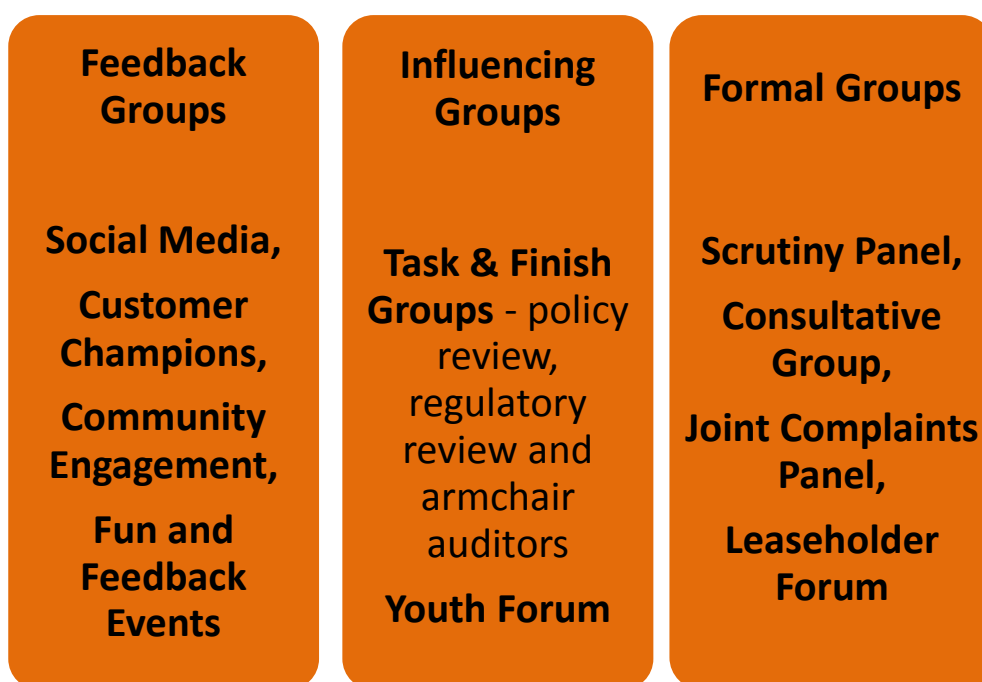 Feedback
Groups
Social Media,
Customer
Champions,
Community
Engagement,
Fun and
Feedback
Events
Influencing
Groups
Task & Finish
Groups - policy
review,
regulatory
review and
armchair
auditors
Youth Forum
Formal Groups
Scrutiny Panel,
Consultative
Group,
Joint Complaints
Panel,
Leaseholder
Forum